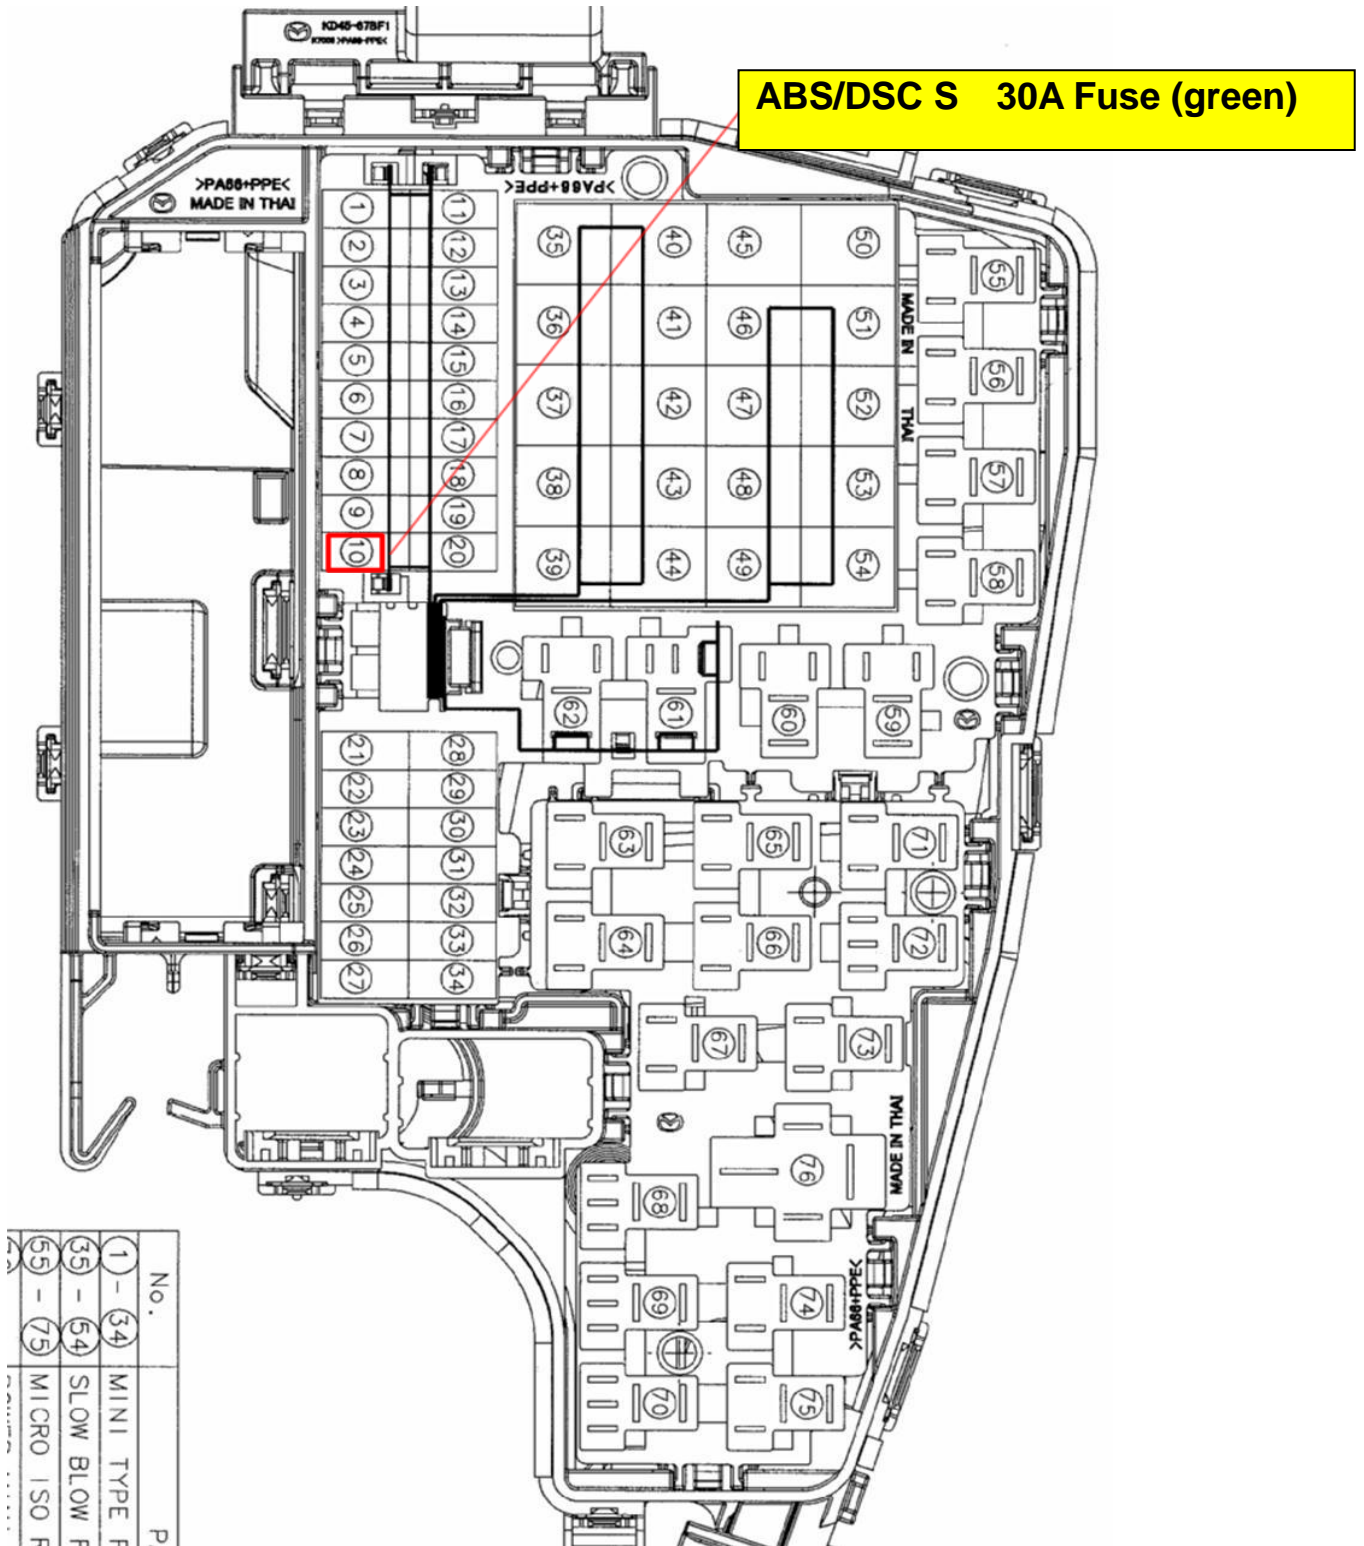 KD45-67BF1
ABS/DSC S 30A Fuse (green)
>PA66+PPE<
MADE IN THAI
>PA66+PPE<
1 11
2 12
3 13
4 14
5 15
6 16
7 17
8 18
9 19
10 20
35 40 45 50
36 41 46 51
37 42 47 52
38 43 48 53
39 44 49 54
MADE IN THAI
55
56
57
58
62 61 60 59
21 28
22 29
23 30
24 31
25 32
26 33
27 34
63 65 71
64 66 72
67 73
MADE IN THAI
76
68
69 74
70 75
>PA66+PPE<
No.
1 - 34 MINI TYPE
35 - 54 SLOW BLOW
55 - 75 MICRO ISO